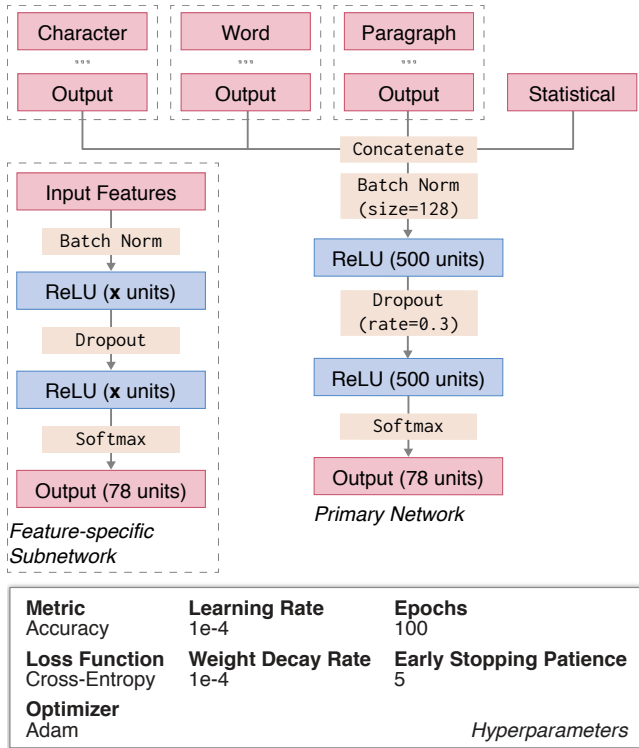 Character
Word
Paragraph
...
...
...
Output
Output
Output
Statistical
Concatenate
Input Features
Batch Norm
ReLU (x units)
Dropout
ReLU (x units)
Softmax
Output (78 units)
Feature-specific
Subnetwork
Batch Norm
(size=128)
ReLU (500 units)
Dropout
(rate=0.3)
ReLU (500 units)
Softmax
Output (78 units)
Primary Network
Metric
Accuracy
Learning Rate
1e-4
Epochs
100
Loss Function
Cross-Entropy
Weight Decay Rate
1e-4
Early Stopping Patience
5
Optimizer
Adam
Hyperparameters